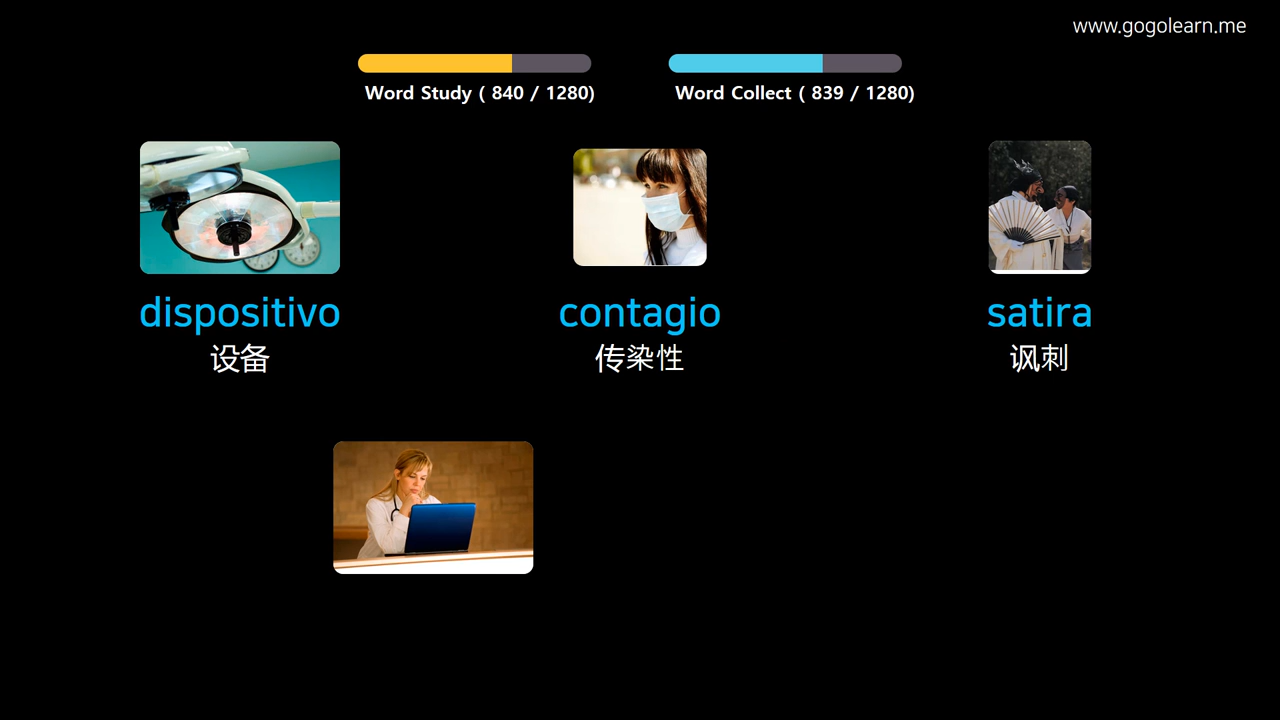 www.gogolearn.me
Word Study ( 840 / 1280)
Word Collect ( 839 / 1280)
dispositivo
设备
contagio
传染性
satira
讽刺